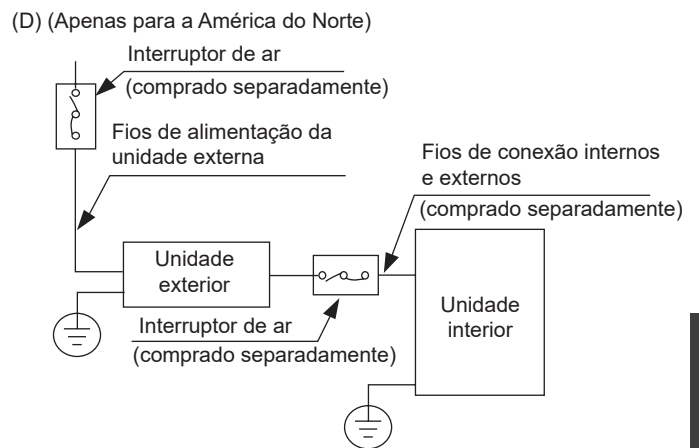 (D) (Apenas para a América do Norte)
Interruptor de ar
(comprado separadamente)
Fios de alimentação da
unidade externa
Fios de conexão internos
e externos
(comprado separadamente)
Unidade
exterior
Unidade
interior
Interruptor de ar
(comprado separadamente)